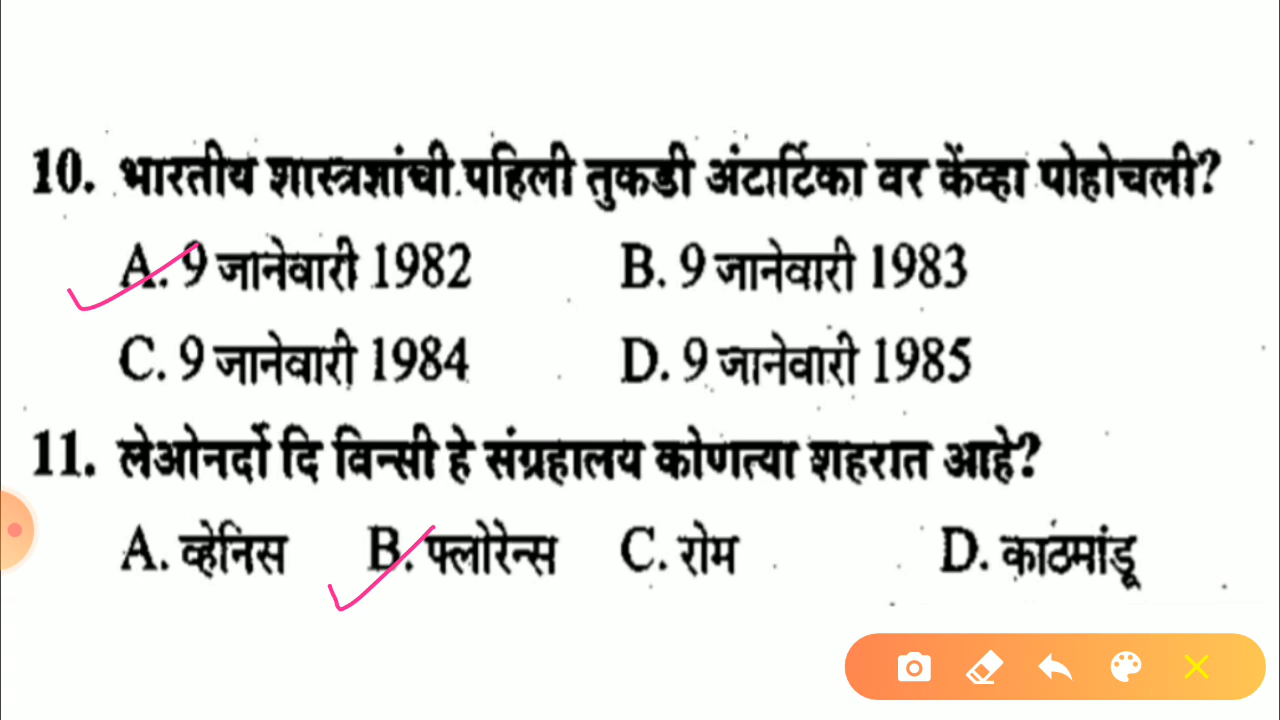 10. भारतीय शास्त्रज्ञांची पहिली तुकडी अंटार्टिका वर केंव्हा पोहोचली?
A. 9 जानेवारी 1982 B. 9 जानेवारी 1983
C. 9 जानेवारी 1984 D. 9 जानेवारी 1985
11. लेओनर्दो दि विन्सी हे संग्रहालय कोणत्या शहरात आहे?
A. व्हेनिस B. फ्लोरेन्स C. रोम D. काठमांडू